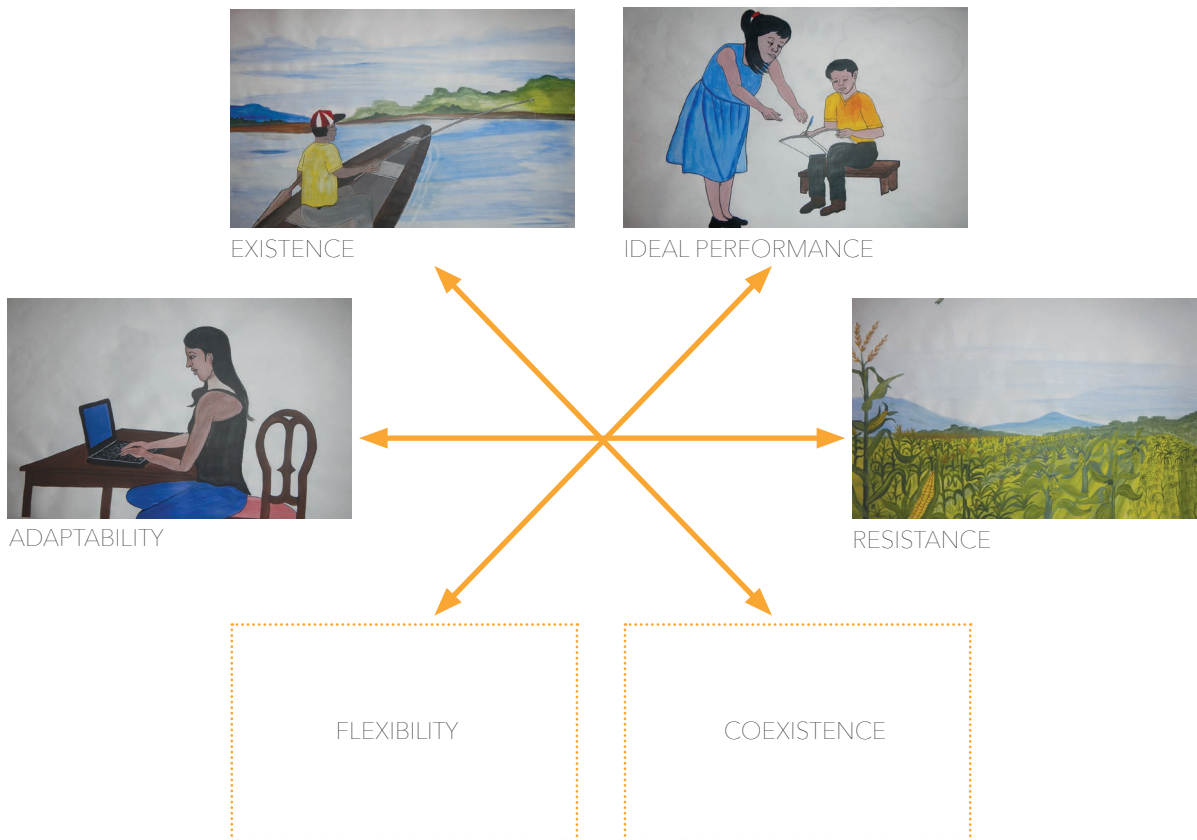 EXISTENCE
IDEAL PERFORMANCE
ADAPTABILITY
RESISTANCE
FLEXIBILITY
COEXISTENCE